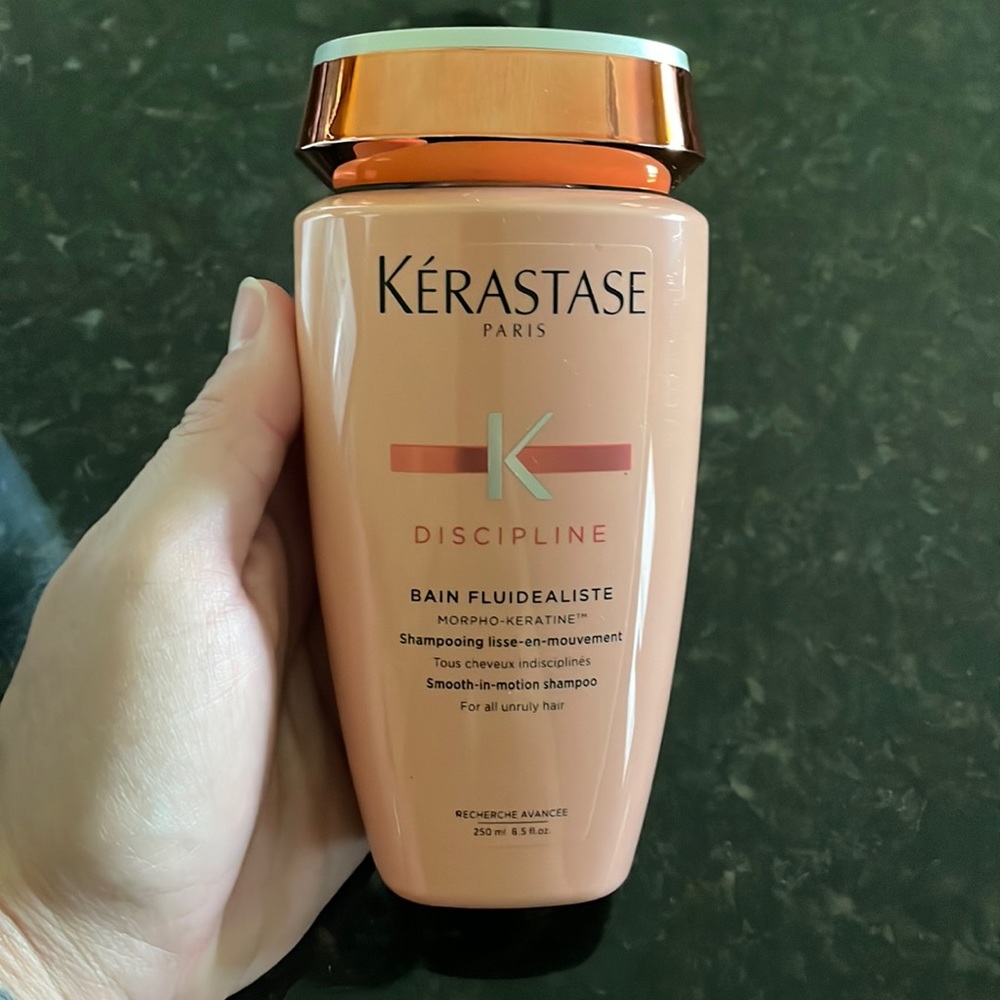 KÉRASTASE
PARIS
K
DISCIPLINE
BAIN FLUIDEALISTE
MORPHO-KERATINE™
Shampooing lisse-en-mouvement
Tous cheveux indisciplinés
Smooth-in-motion shampoo
For all unruly hair
RECHERCHE AVANCÉE
250 ml 8.5 fl.oz.